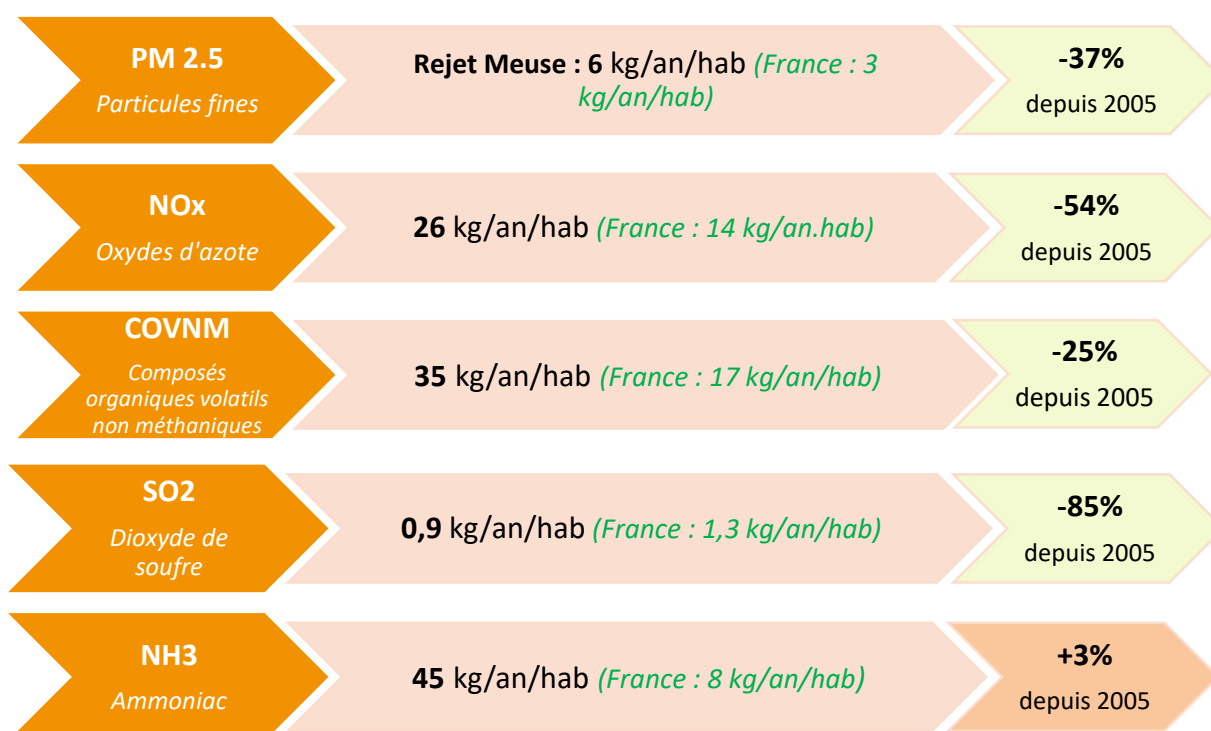 PM 2.5
Particules fines
Rejet Meuse : 6 kg/an/hab (France : 3
kg/an/hab)
-37%
depuis 2005
NOx
Oxydes d'azote
26 kg/an/hab (France : 14 kg/an.hab)
-54%
depuis 2005
COVNM
Composés
organiques volatils
non méthaniques
35 kg/an/hab (France : 17 kg/an/hab)
-25%
depuis 2005
SO2
Dioxyde de
soufre
0,9 kg/an/hab (France : 1,3 kg/an/hab)
-85%
depuis 2005
NH3
Ammoniac
45 kg/an/hab (France : 8 kg/an/hab)
+3%
depuis 2005